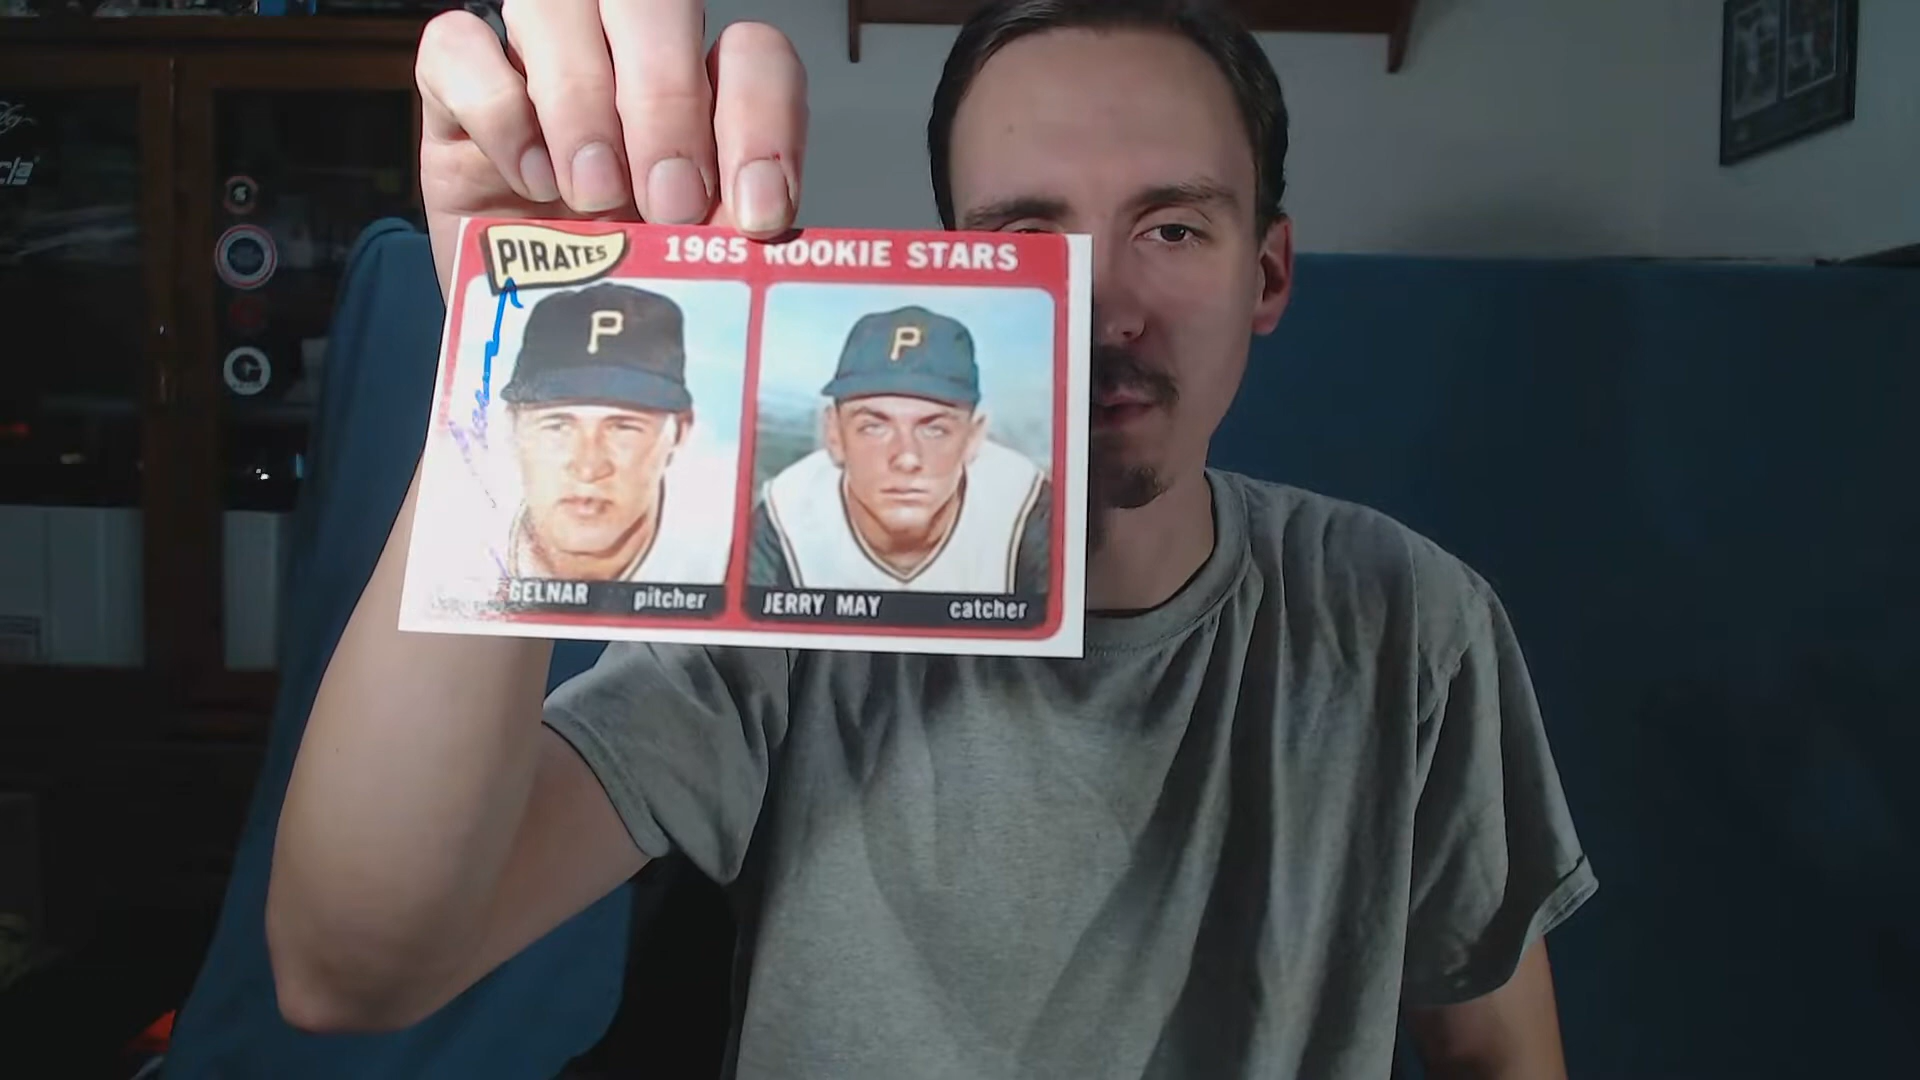 PIRATES 1965 ROOKIE STARS
P P
GELNAR pitcher JERRY MAY catcher